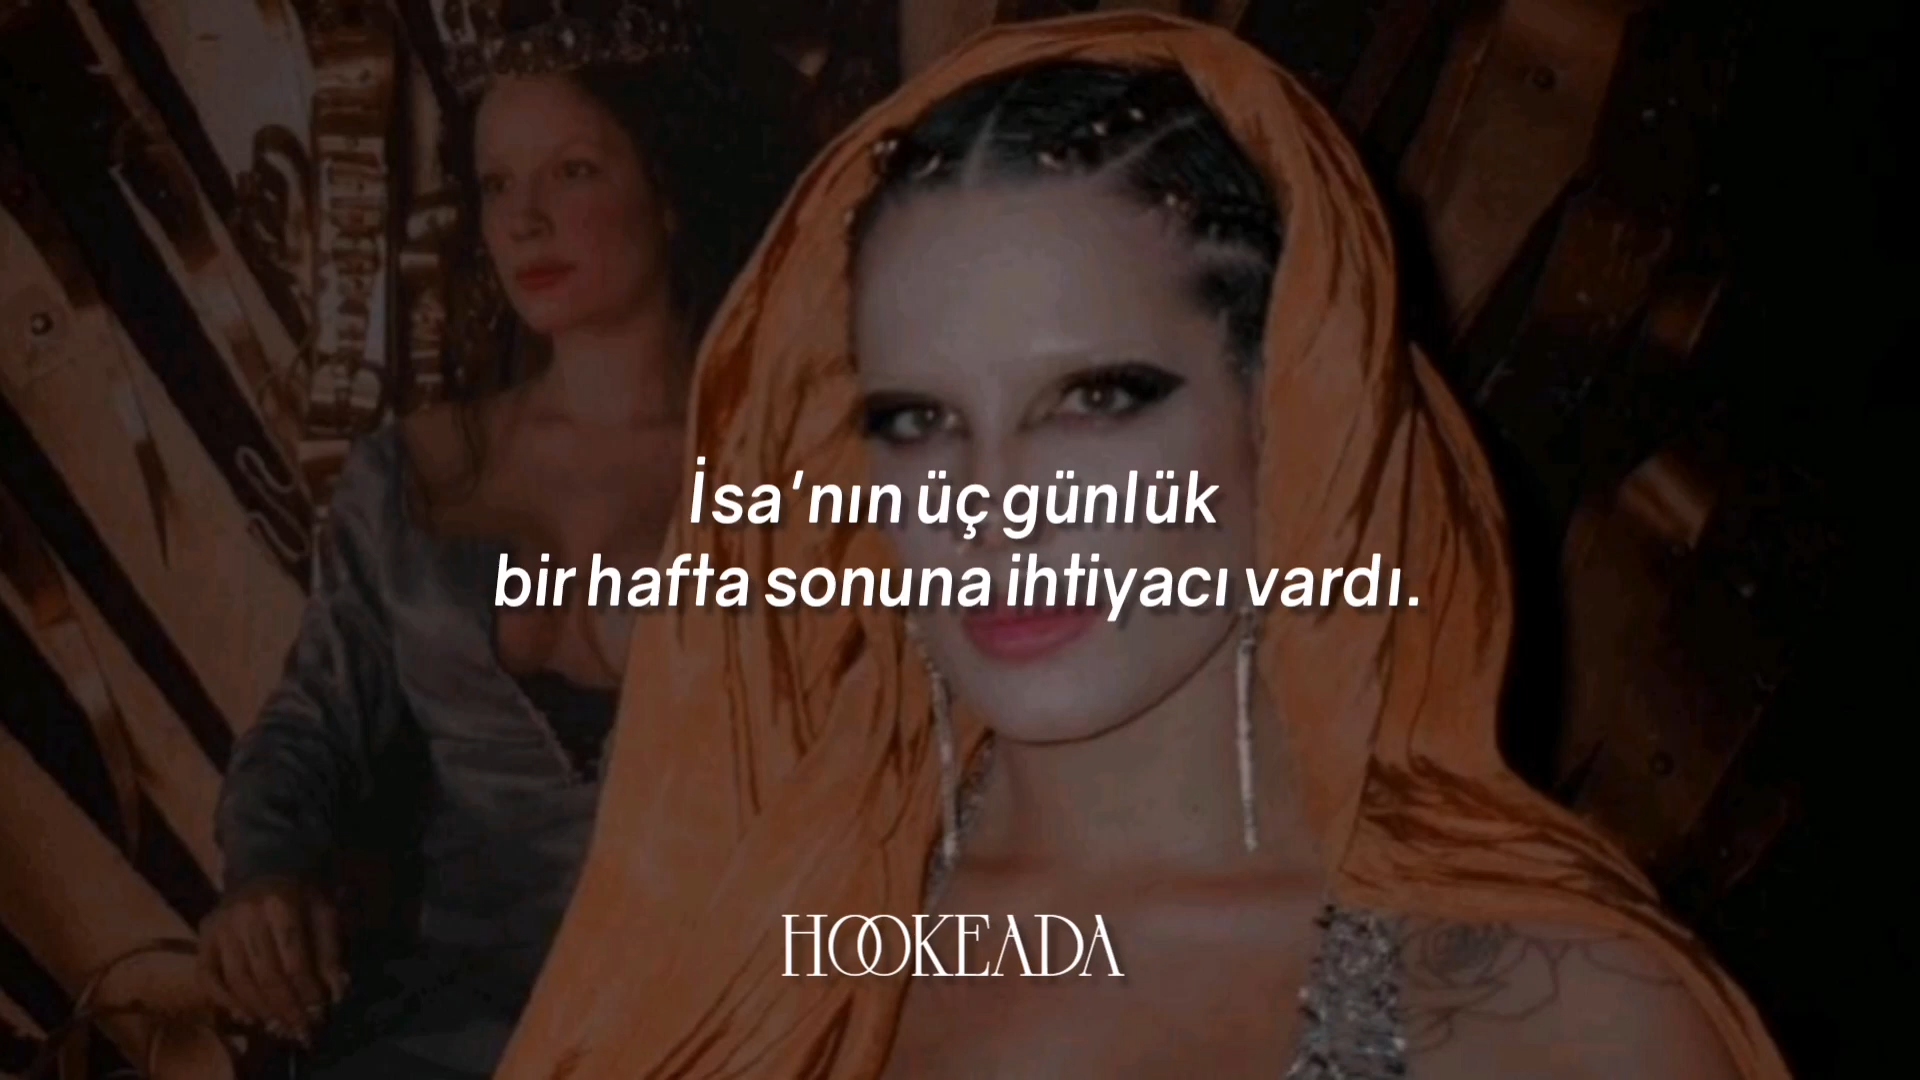 İsa’nın üç günlük
bir hafta sonuna ihtiyacı vardı.
HOOKEADA